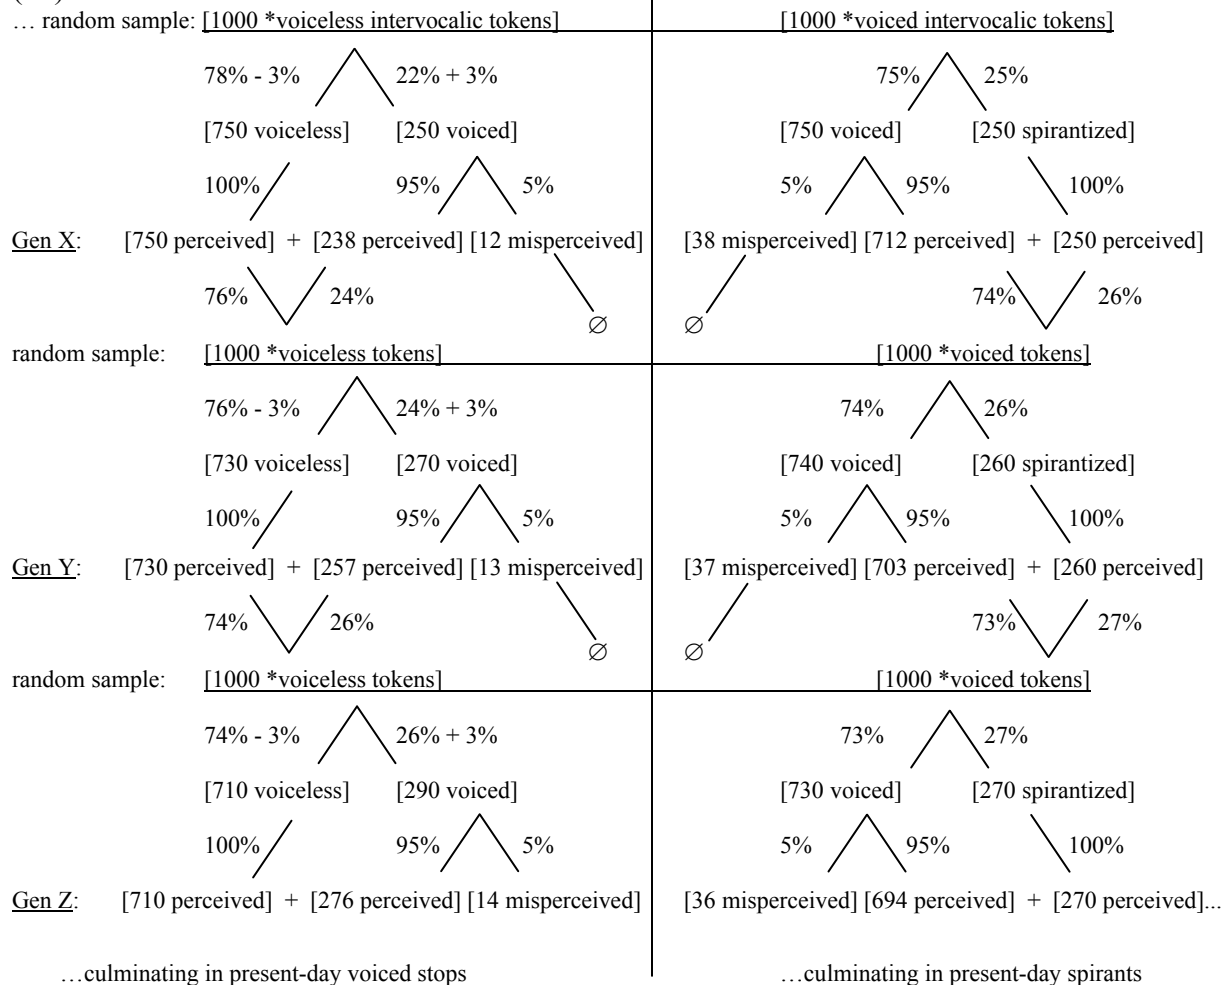 … random sample: [1000 *voiceless intervocalic tokens] [1000 *voiced intervocalic tokens]
78% - 3% 22% + 3% 75% 25%
[750 voiceless] [250 voiced] [750 voiced] [250 spirantized]
100% 95% 5% 5% 95% 100%
Gen X: [750 perceived] + [238 perceived] [12 misperceived] [38 misperceived] [712 perceived] + [250 perceived]
76% 24% 74% 26%
∅ ∅
random sample: [1000 *voiceless tokens] [1000 *voiced tokens]
76% - 3% 24% + 3% 74% 26%
[730 voiceless] [270 voiced] [740 voiced] [260 spirantized]
100% 95% 5% 5% 95% 100%
Gen Y: [730 perceived] + [257 perceived] [13 misperceived] [37 misperceived] [703 perceived] + [260 perceived]
74% 26% 73% 27%
∅ ∅
random sample: [1000 *voiceless tokens] [1000 *voiced tokens]
74% - 3% 26% + 3% 73% 27%
[710 voiceless] [290 voiced] [730 voiced] [270 spirantized]
100% 95% 5% 5% 95% 100%
Gen Z: [710 perceived] + [276 perceived] [14 misperceived] [36 misperceived] [694 perceived] + [270 perceived]...
…culminating in present-day voiced stops …culminating in present-day spirants